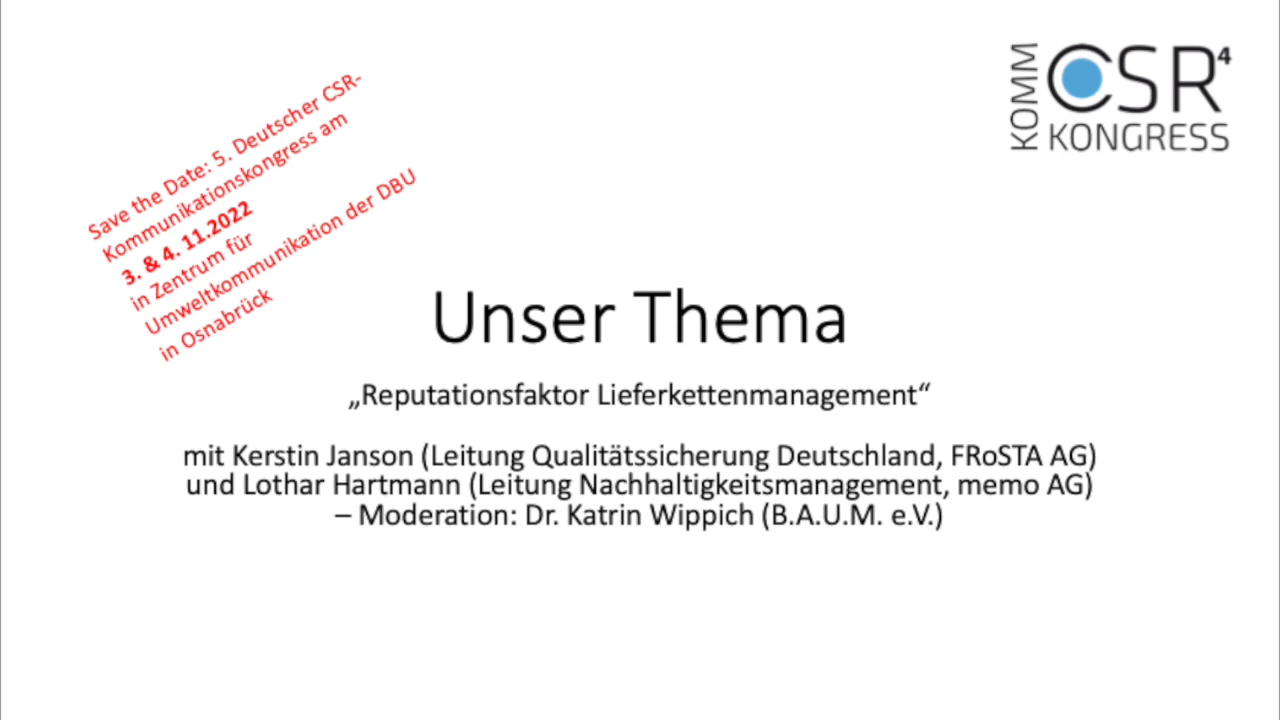 Save the Date: 5. Deutscher CSR-
Kommunikationskongress am
3. & 4. 11.2022
in Zentrum für
Umweltkommunikation der DBU
in Osnabrück
KOMM
CSR⁴
KONGRESS
Unser Thema
„Reputationsfaktor Lieferkettenmanagement“
mit Kerstin Janson (Leitung Qualitätssicherung Deutschland, FRoSTA AG)
und Lothar Hartmann (Leitung Nachhaltigkeitsmanagement, memo AG)
– Moderation: Dr. Katrin Wippich (B.A.U.M. e.V.)